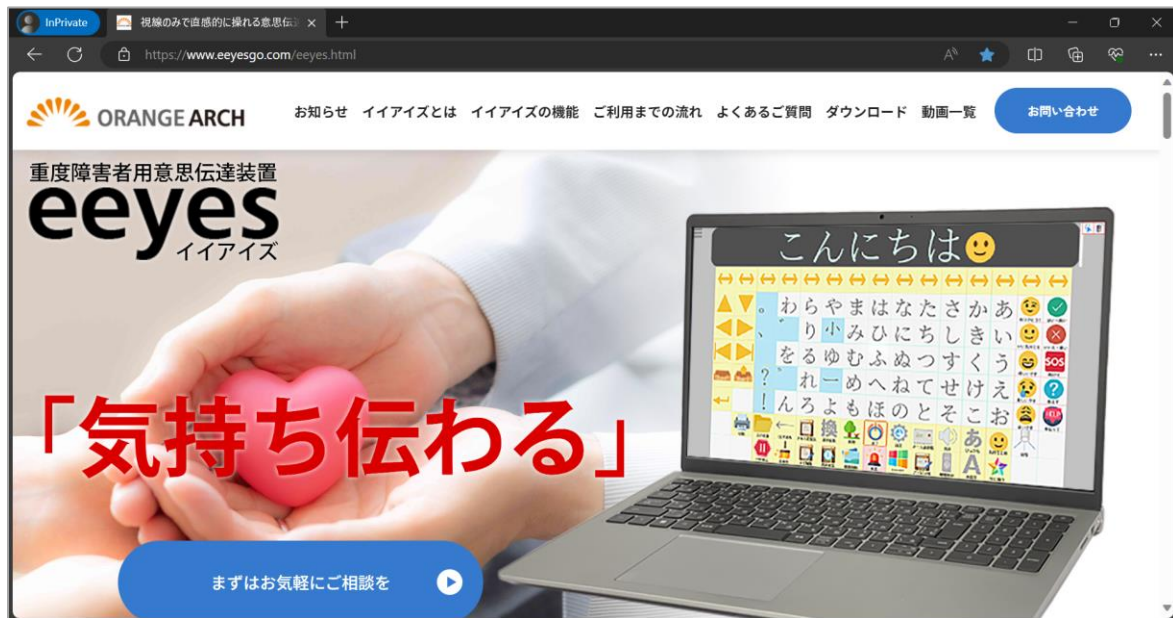 InPrivate
視線のみで直感的に操れる意思伝
https://www.eeyesgo.com/eeyes.html
ORANGE ARCH
お知らせ イイアイズとは イイアイズの機能 ご利用までの流れ よくあるご質問 ダウンロード 動画一覧 お問い合わせ
重度障害者用意思伝達装置
eeyes
イイアイズ
「気持ち伝わる」
まずはお気軽にご相談を
こんにちは
。わらやまはなたさかあ
、゛り小みひにちしきい
をるゆむふぬつすくう
?゜れーめへねてせけえ
!んろよもほのとそこお
SOS
?
HELP
換
あ
A